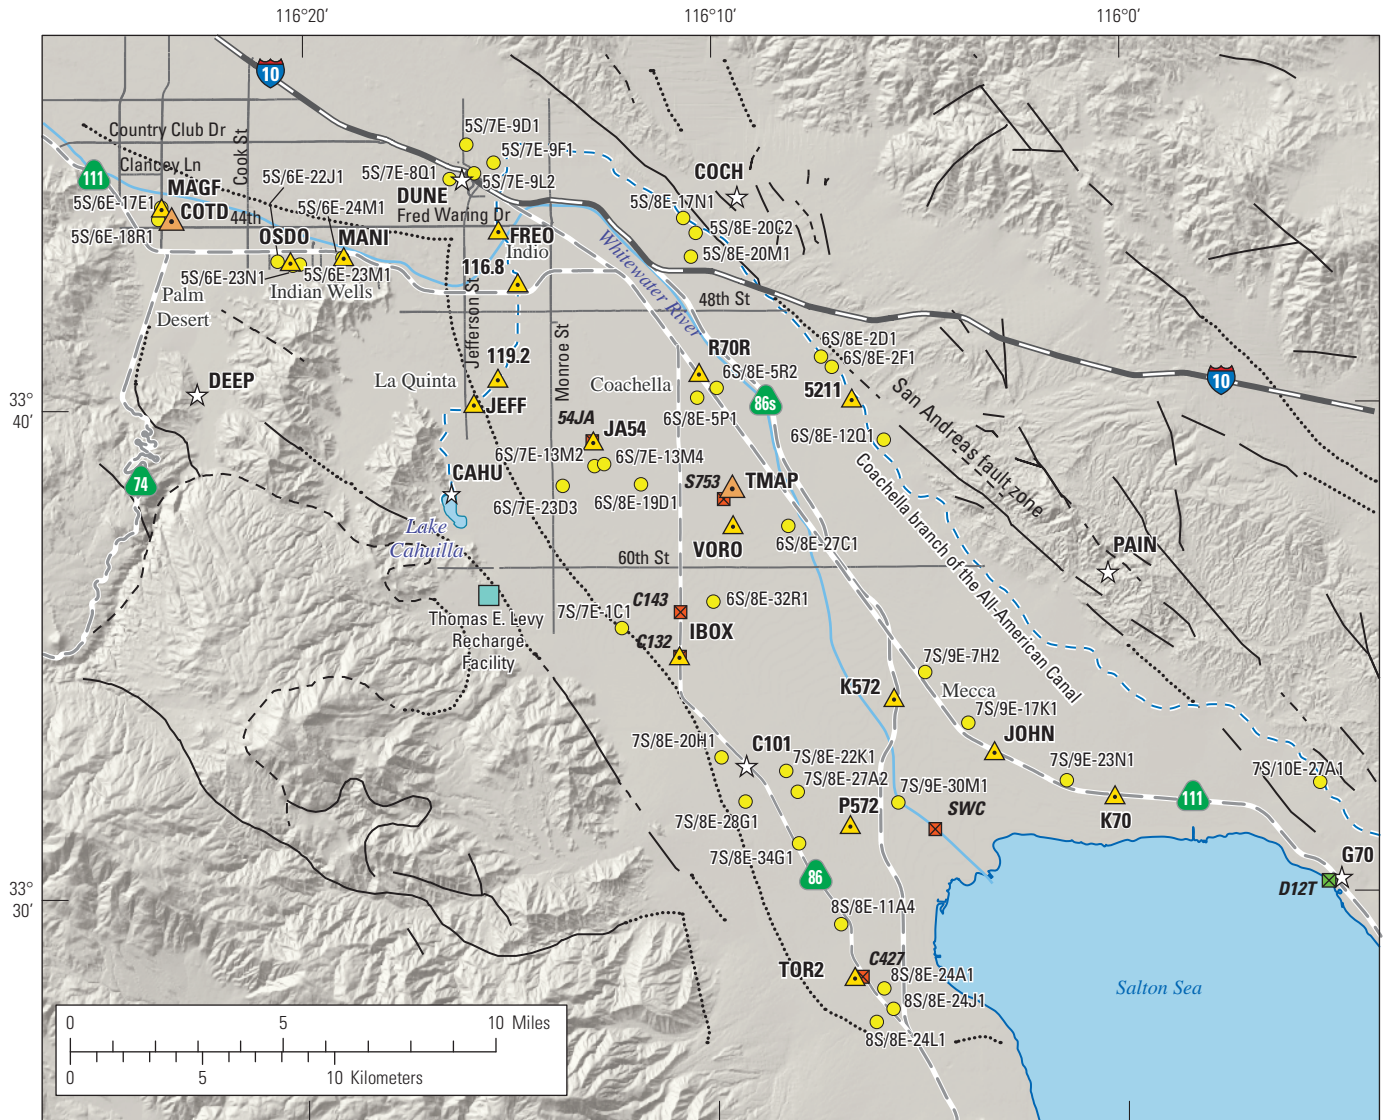 116°20'
116°10'
116°0'
10
5S/7E-9D1
Country Club Dr
Cook St
5S/7E-9F1
Clancey Ln
111
MAGF
5S/6E-22J1
5S/7E-8Q1
COCH
5S/7E-9L2
DUNE
5S/6E-17E1
COTD
44th
5S/6E-24M1
Fred Waring Dr
5S/8E-17N1
5S/6E-18R1
OSDO
MANI
FREO
5S/8E-20C2
Indio
5S/8E-20M1
116.8
Whitewater River
5S/6E-23N1
5S/6E-23M1
Indian Wells
Palm
Desert
48th St
Jefferson St
Monroe St
R70R
6S/8E-2D1
6S/8E-2F1
119.2
6S/8E-5R2
DEEP
La Quinta
Coachella
5211
10
86s
33°
40'
JEFF
6S/8E-5P1
San Andreas fault zone
54JA
JA54
6S/8E-12Q1
6S/7E-13M2
6S/7E-13M4
CAHU
74
S753
TMAP
6S/7E-23D3
6S/8E-19D1
Coachella branch of the All-American Canal
Lake
Cahuilla
VORO
6S/8E-27C1
PAIN
60th St
C143
6S/8E-32R1
Thomas E. Levy
Recharge
Facility
7S/7E-1C1
IBOX
C132
7S/9E-7H2
K572
Mecca
7S/9E-17K1
7S/8E-20H1
C101
JOHN
7S/8E-22K1
7S/8E-27A2
7S/9E-23N1
7S/10E-27A1
7S/9E-30M1
P572
SWC
111
K70
7S/8E-28G1
7S/8E-34G1
G70
86
D12T
33°
30'
8S/8E-11A4
C427
TOR2
8S/8E-24A1
Salton Sea
8S/8E-24J1
8S/8E-24L1
0 5 10 Miles
0 5 10 Kilometers